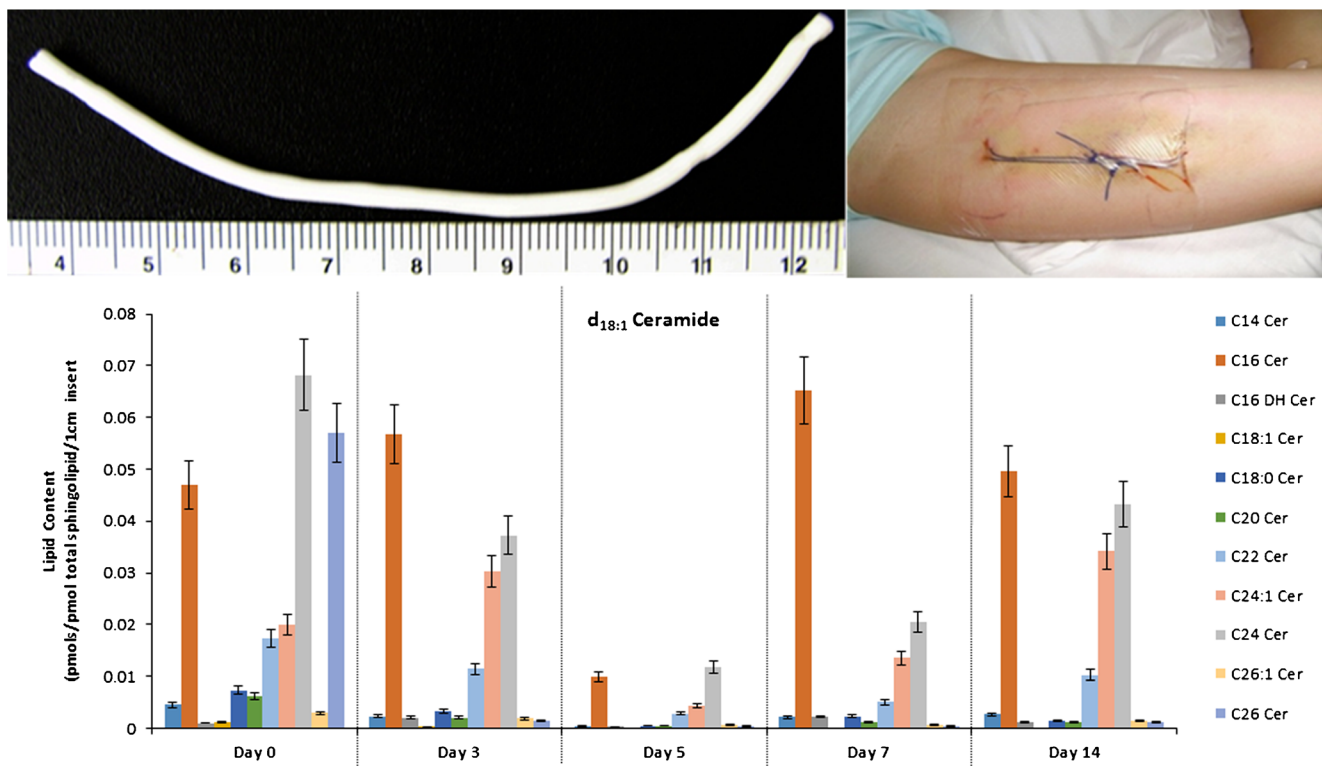 4 5 6 7 8 9 10 11 12
d18:1 Ceramide
0.08
0.07
0.06
0.05
0.04
0.03
0.02
0.01
0
Lipid Content
(pmols/pmol total sphingolipid/1cm insert
Day 0 Day 3 Day 5 Day 7 Day 14
C14 Cer
C16 Cer
C16 DH Cer
C18:1 Cer
C18:0 Cer
C20 Cer
C22 Cer
C24:1 Cer
C24 Cer
C26:1 Cer
C26 Cer